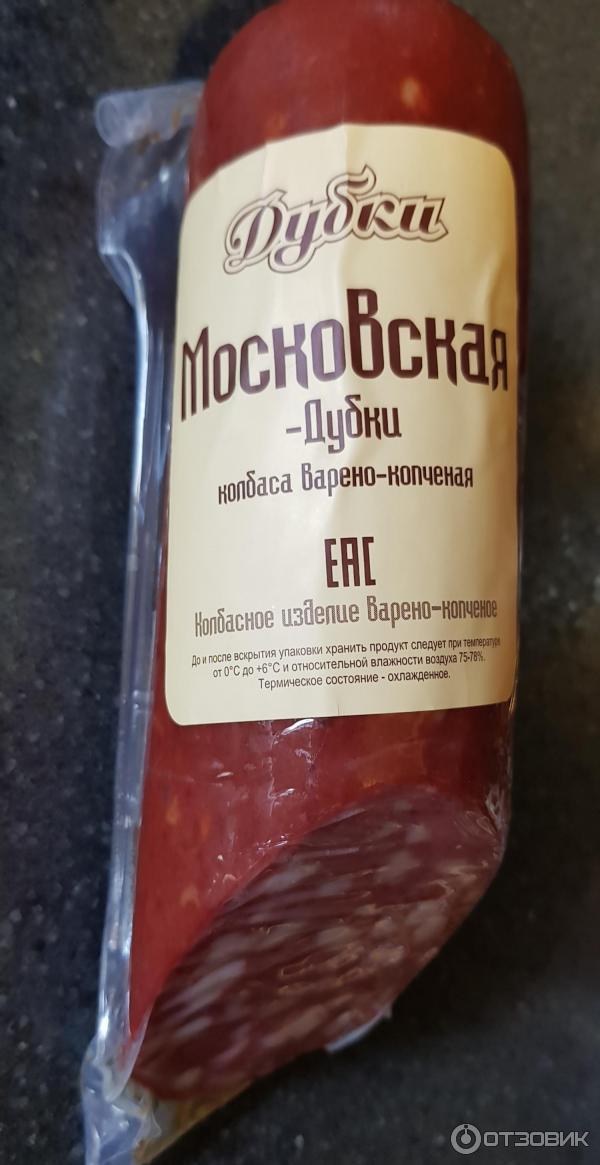 Дубки
Московская
-Дубки
колбаса варено-копченая
EAC
Колбасное изделие варено-копченое
До и после вскрытия упаковки хранить продукт следует при температуре
от 0°С до +6°С и относительной влажности воздуха 75-78%.
Термическое состояние - охлажденное.
ОТЗОВИК